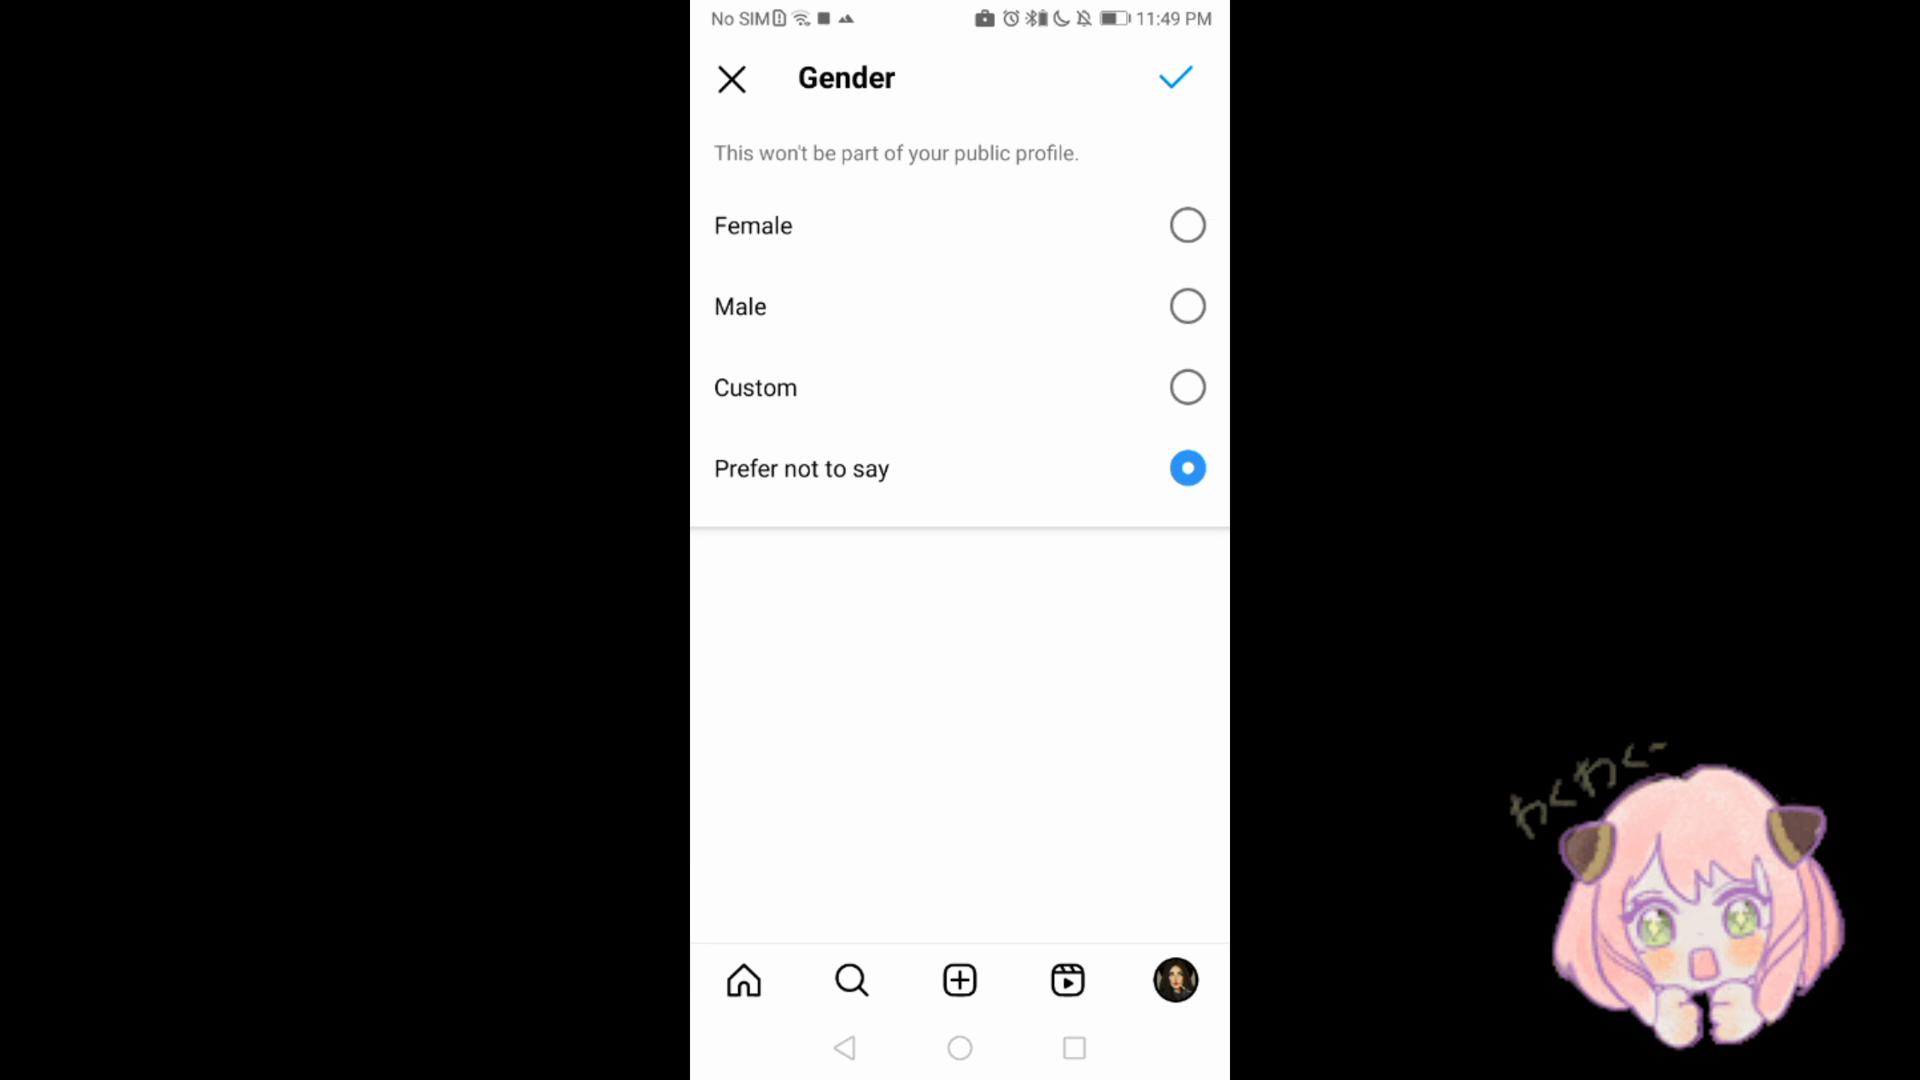 No SIM 11:49 PM
Gender
This won't be part of your public profile.
Female
Male
Custom
Prefer not to say
わくわくー